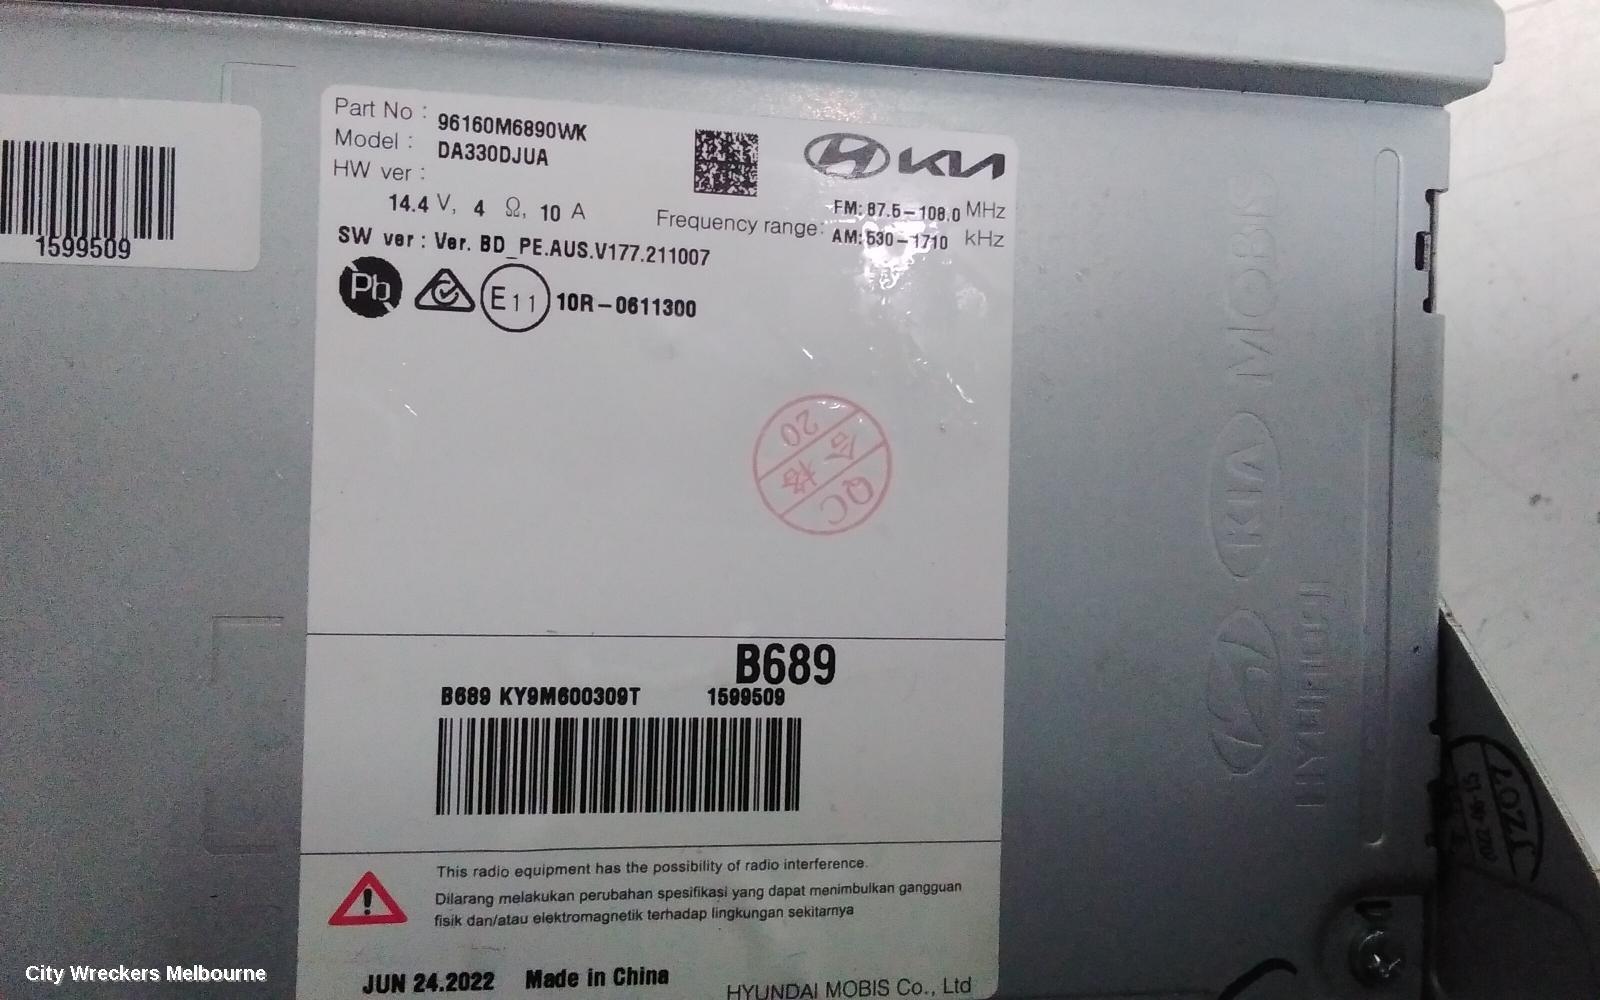 1599509
Part No : 96160M6890WK
Model : DA330DJUA
HW ver :
14.4 V, 4 Ω, 10 A
KIA
Frequency range: FM: 87.5-108.0 MHz
AM: 530-1710 kHz
SW ver : Ver. BD_PE.AUS.V177.211007
Pb
E11
10R-0611300
20
合格
QC
B689
B689 KY9M600309T 1599509
This radio equipment has the possibility of radio interference.
Dilarang melakukan perubahan spesifikasi yang dapat menimbulkan gangguan
fisik dan/atau elektromagnetik terhadap lingkungan sekitarnya
JUN 24.2022 Made in China
HYUNDAI MOBIS Co., Ltd
HYUNDAI
KIA
MOBIS
City Wreckers Melbourne